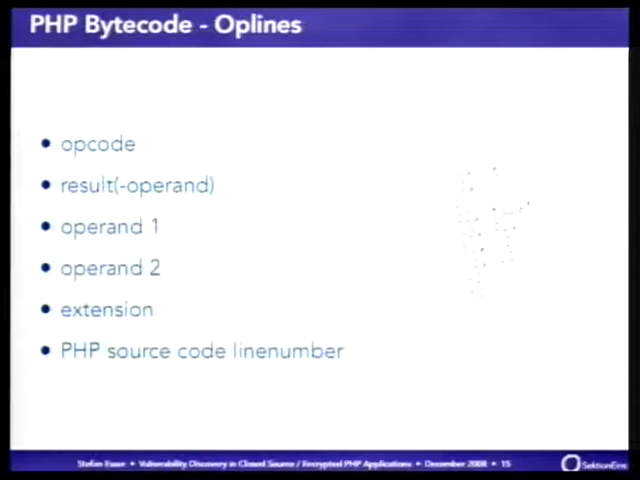 PHP Bytecode - Oplines
• opcode
• result(-operand)
• operand 1
• operand 2
• extension
• PHP source code linenumber
Stefan Esser • Vulnerability Discovery in Closed Source / Encrypted PHP Applications • December 2008 • 15
SektionEins